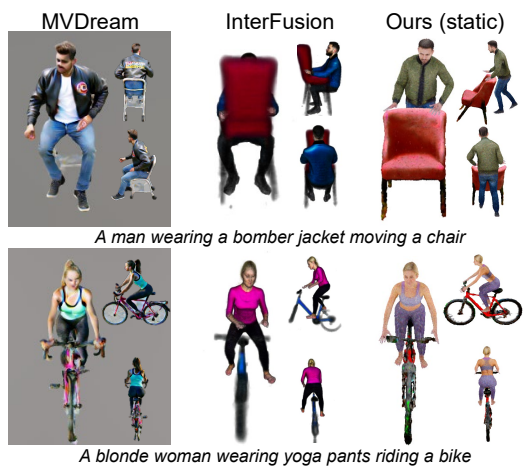 MVDream InterFusion Ours (static)
A man wearing a bomber jacket moving a chair
A blonde woman wearing yoga pants riding a bike